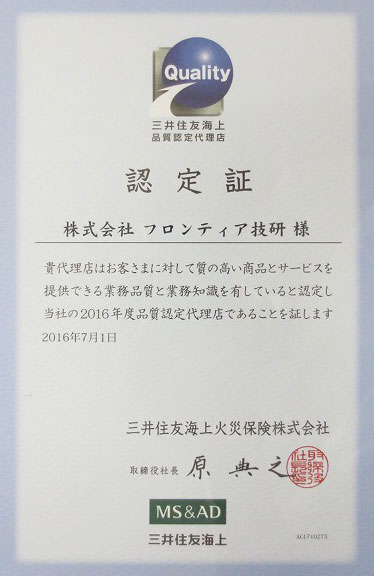 Quality
三井住友海上
品質認定代理店
認定証
株式会社 フロンティア技研 様
貴代理店はお客さまに対して質の高い商品とサービスを
提供できる業務品質と業務知識を有していると認定し
当社の2016年度品質認定代理店であることを証します
2016年7月1日
三井住友海上火災保険株式会社
取締役社長 原 典之
MS&AD
三井住友海上